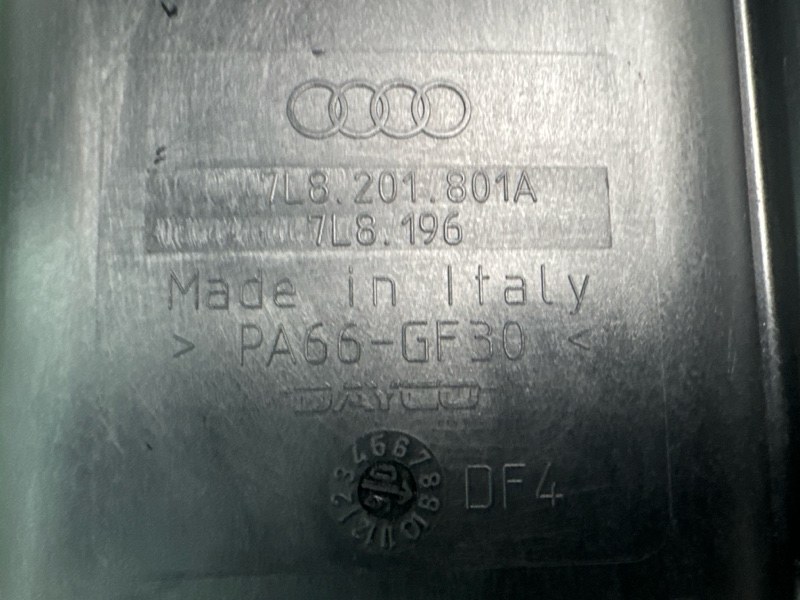 7L8.201.801A
7L8.196
Made in Italy
> PA66-GF30 <
DAYCO
DF4